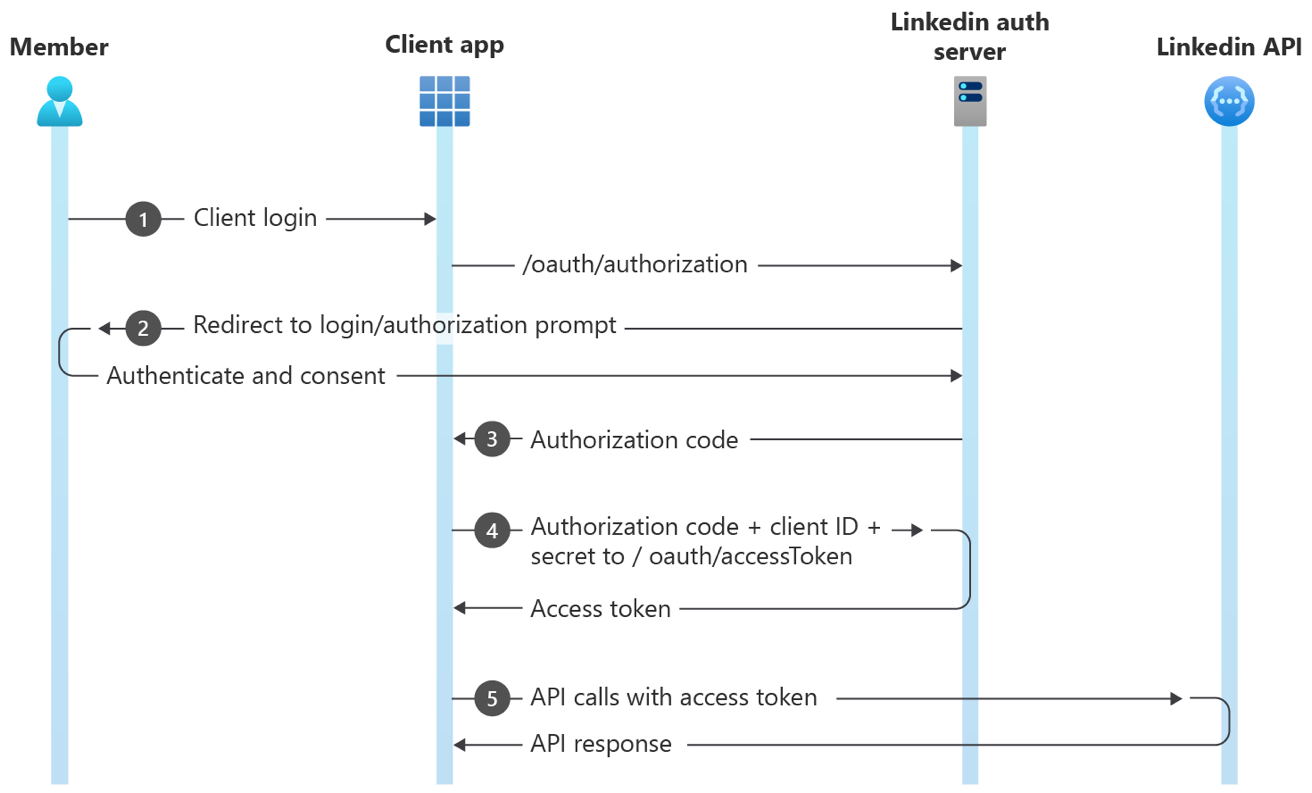 Member
Client app
Linkedin auth
server
Linkedin API
1 Client login
/oauth/authorization
2 Redirect to login/authorization prompt
Authenticate and consent
3 Authorization code
4 Authorization code + client ID +
secret to / oauth/accessToken
Access token
5 API calls with access token
API response